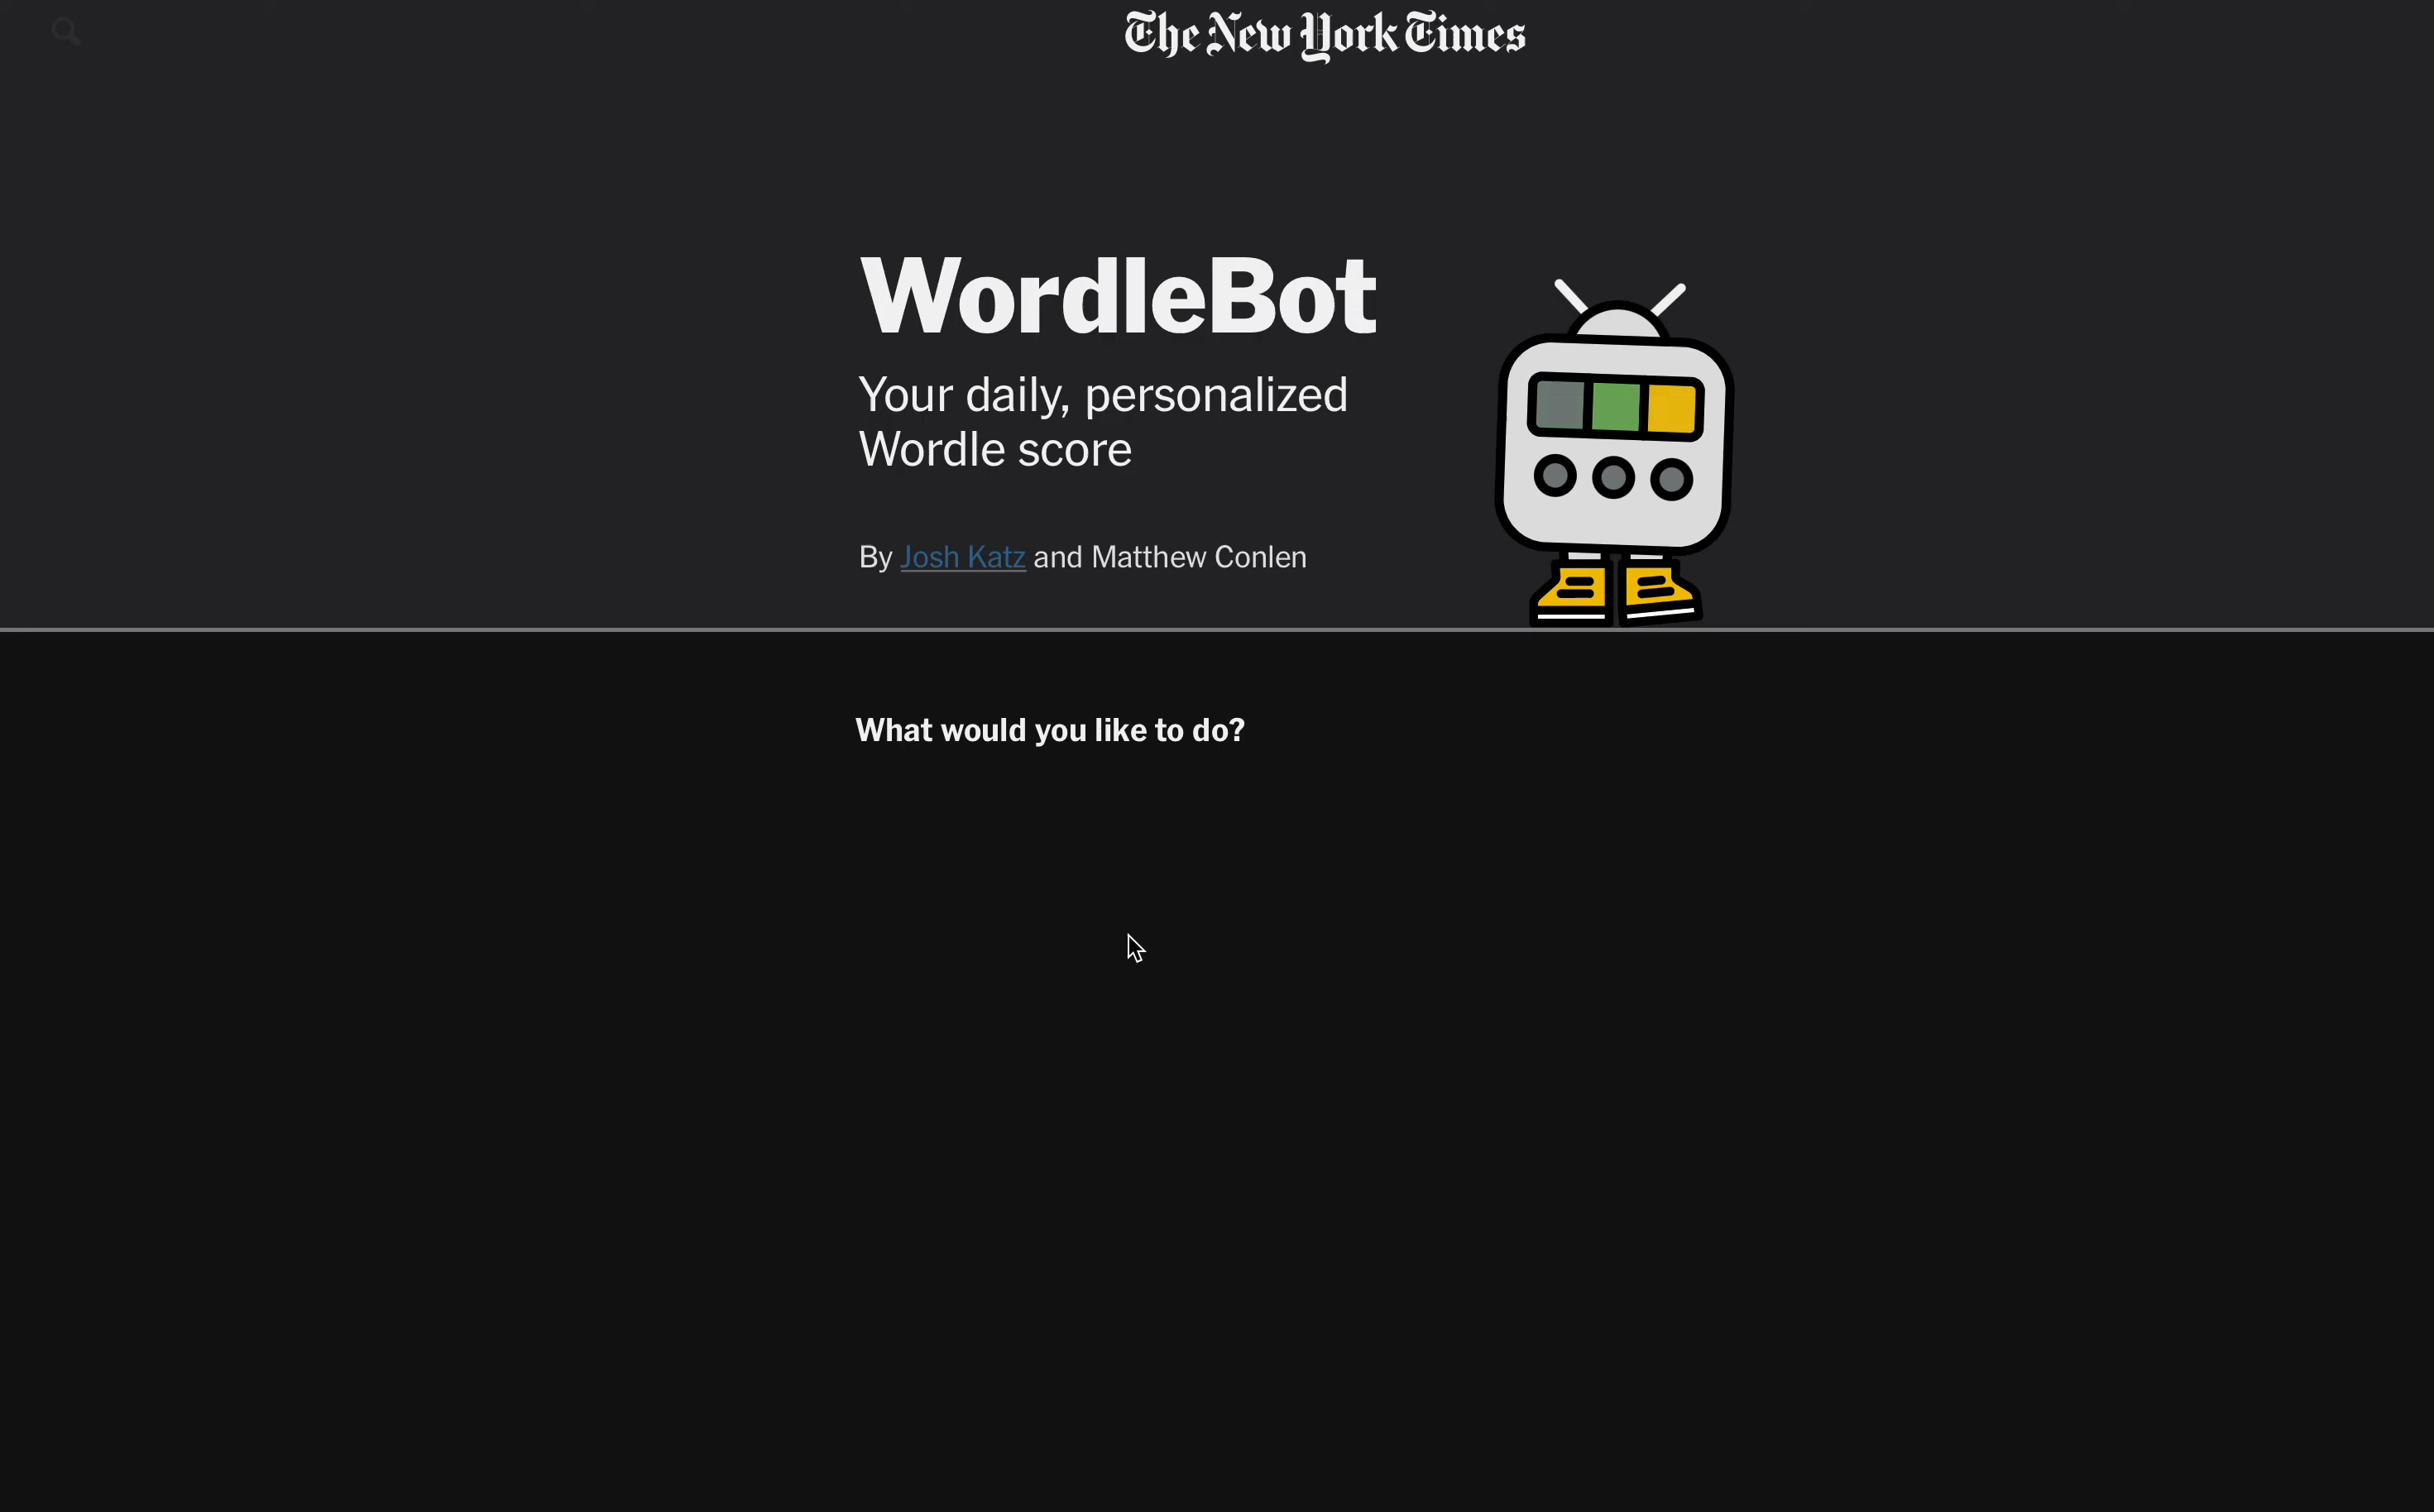 The New York Times
WordleBot
Your daily, personalized
Wordle score
By Josh Katz and Matthew Conlen
What would you like to do?